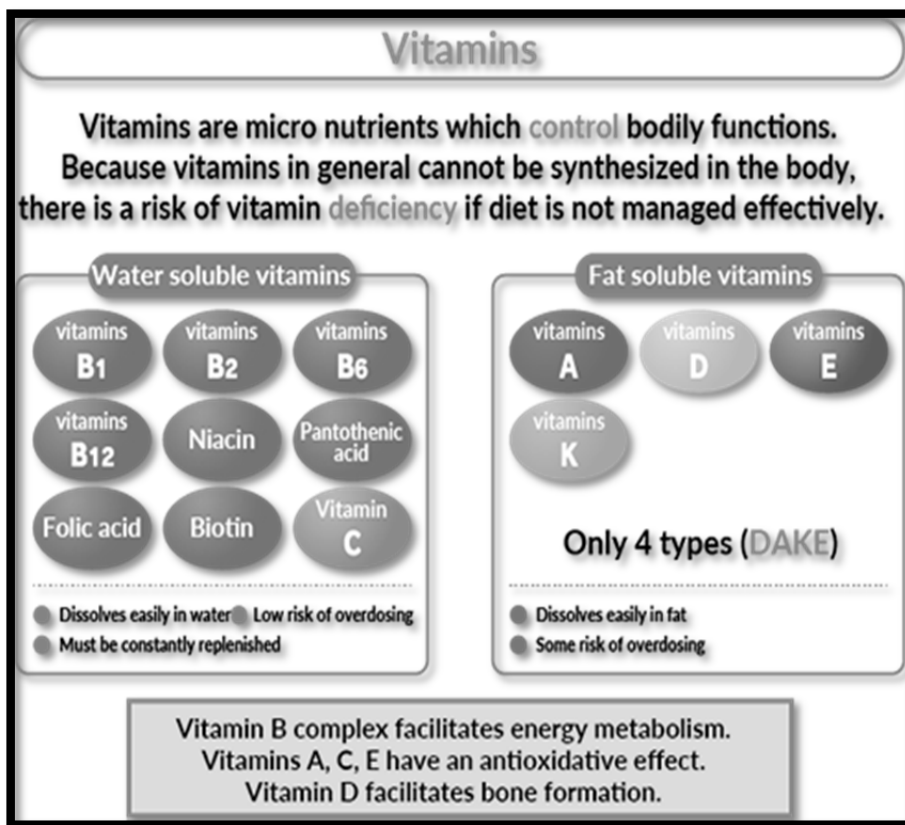 Vitamins
Vitamins are micro nutrients which control bodily functions.
Because vitamins in general cannot be synthesized in the body,
there is a risk of vitamin deficiency if diet is not managed effectively.
Water soluble vitamins
vitamins
B1
vitamins
B2
vitamins
B6
vitamins
B12
Niacin
Pantothenic
acid
Folic acid
Biotin
Vitamin
C
Dissolves easily in water
Low risk of overdosing
Must be constantly replenished
Fat soluble vitamins
vitamins
A
vitamins
D
vitamins
E
vitamins
K
Only 4 types (DAKE)
Dissolves easily in fat
Some risk of overdosing
Vitamin B complex facilitates energy metabolism.
Vitamins A, C, E have an antioxidative effect.
Vitamin D facilitates bone formation.